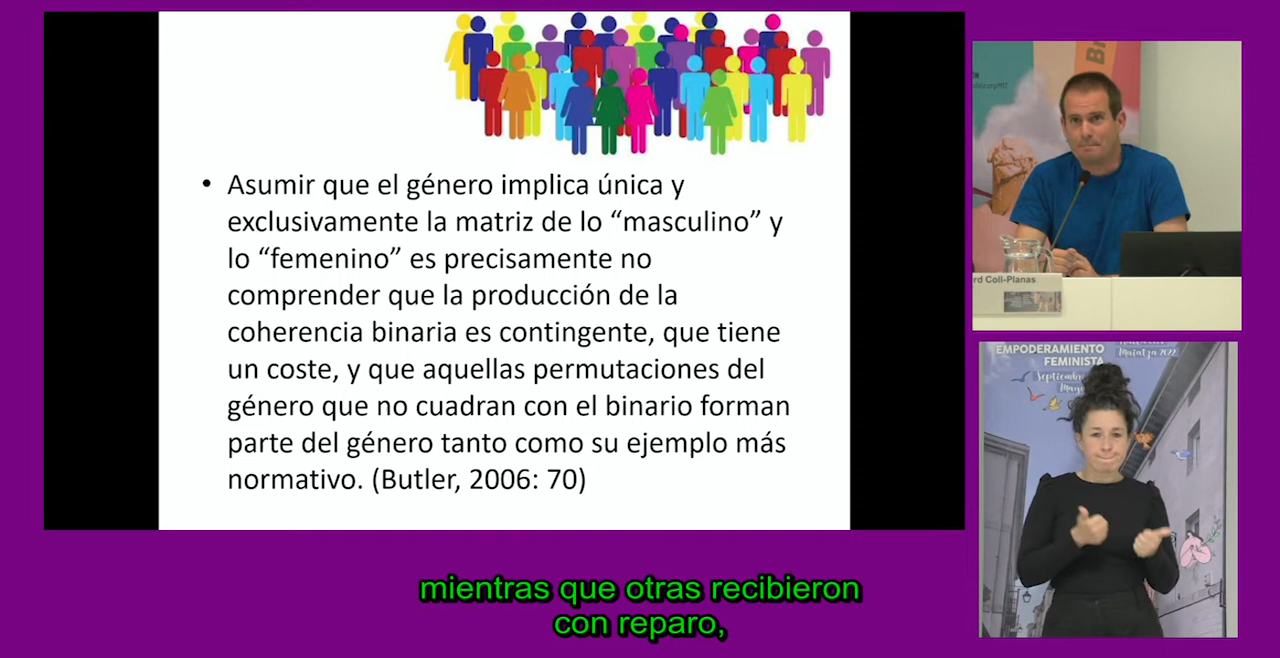 • Asumir que el género implica única y
exclusivamente la matriz de lo “masculino” y
lo “femenino” es precisamente no
comprender que la producción de la
coherencia binaria es contingente, que tiene
un coste, y que aquellas permutaciones del
género que no cuadran con el binario forman
parte del género tanto como su ejemplo más
normativo. (Butler, 2006: 70)
rd Coll-Planas
EMPODERAMIENTO
FEMINISTA
Maiatza 2022
Septiembre
mientras que otras recibieron
con reparo,